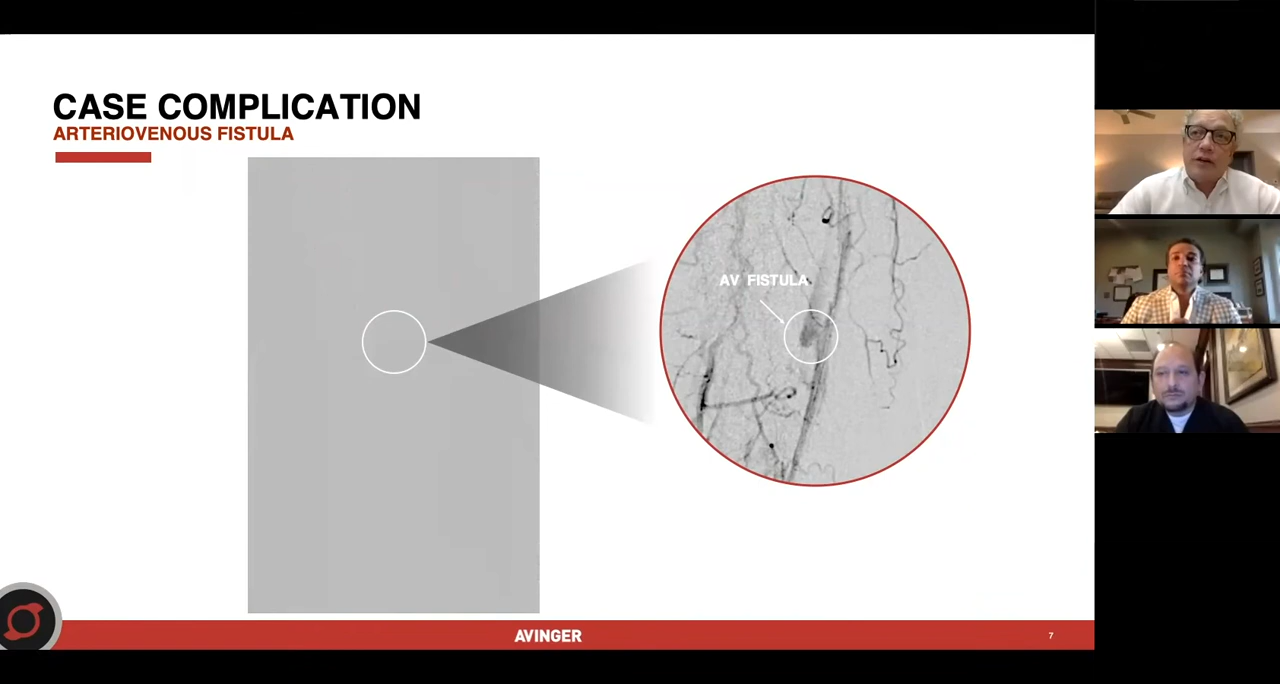 CASE COMPLICATION
ARTERIOVENOUS FISTULA
AV FISTULA
AVINGER
7